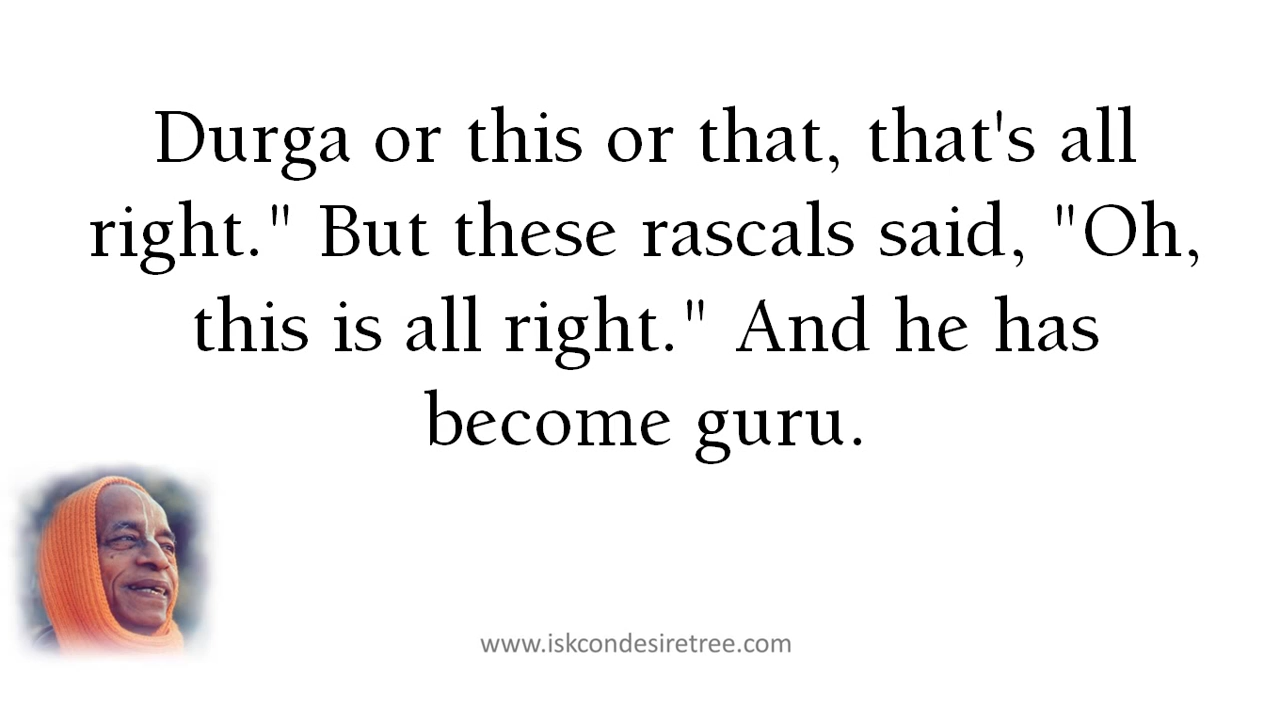 Durga or this or that, that's all
right." But these rascals said, "Oh,
this is all right." And he has
become guru.
www.iskcondesiretree.com